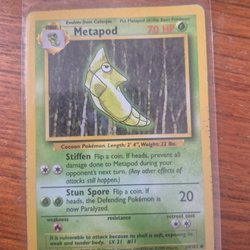 Evolves from Caterpie
Put Metapod on the Basic Pokémon
Metapod
70 HP
Cocoon Pokémon. Length: 2' 4", Weight: 22 lbs.
Stiffen Flip a coin. If heads, prevent all
damage done to Metapod during your
opponent's next turn. (Any other effects of
attacks still happen.)
Stun Spore Flip a coin. If
heads, the Defending Pokémon is
now Paralyzed.
20
weakness
resistance
retreat cost
It is vulnerable to attack because its shell is soft, exposing its
weak and tender body. LV. 21 #11